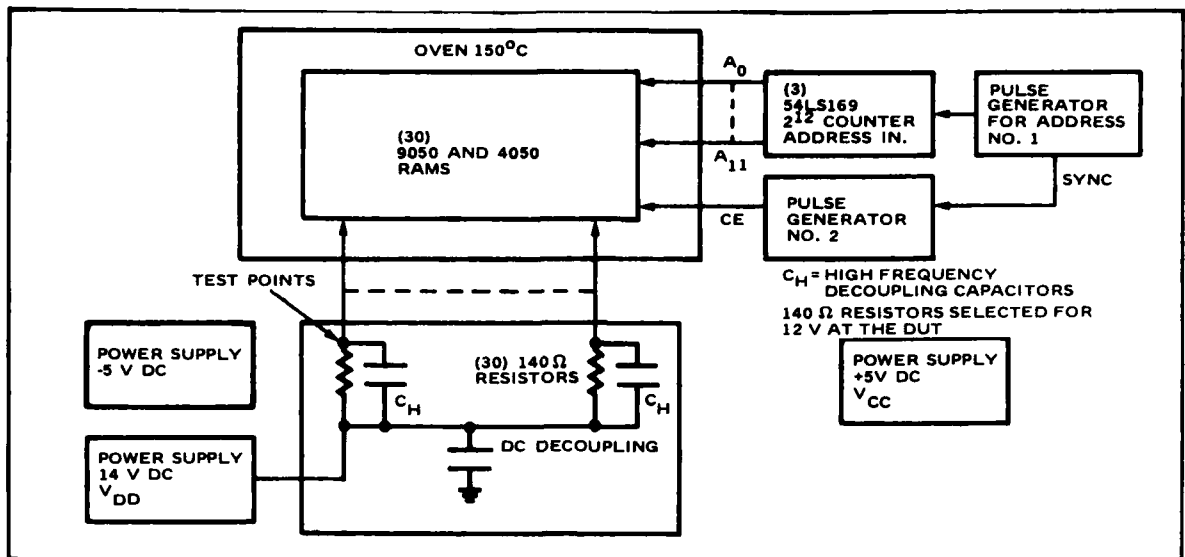 OVEN 150°C
(30)
9050 AND 4050
RAMS
A0
A11
CE
(3)
54LS169
2^12 COUNTER
ADDRESS IN.
PULSE
GENERATOR
FOR ADDRESS
NO. 1
SYNC
PULSE
GENERATOR
NO. 2
CH = HIGH FREQUENCY
DECOUPLING CAPACITORS
140 Ω RESISTORS SELECTED FOR
12 V AT THE DUT
TEST POINTS
POWER SUPPLY
-5 V DC
(30) 140 Ω
RESISTORS
CH
CH
DC DECOUPLING
POWER SUPPLY
+5V DC
VCC
POWER SUPPLY
14 V DC
VDD